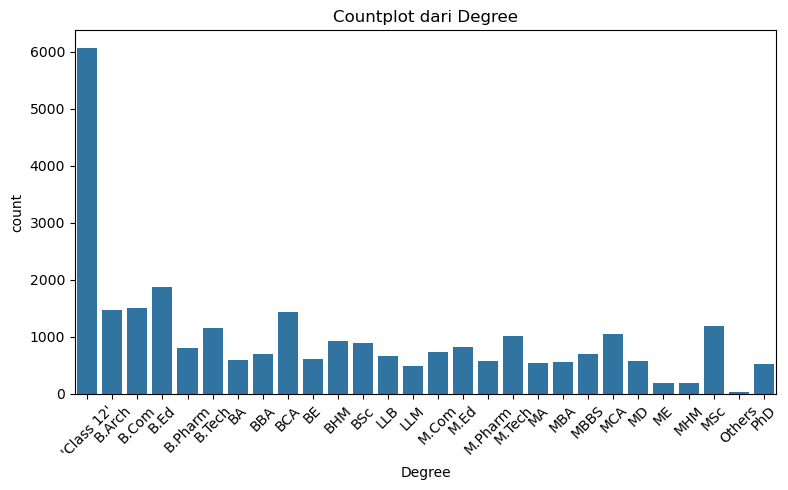 Countplot dari Degree
count
6000
5000
4000
3000
2000
1000
0
'Class 12'
B.Arch
B.Com
B.Ed
B.Pharm
B.Tech
BA
BBA
BCA
BE
BHM
BSc
LLB
LLM
M.Com
M.Ed
M.Pharm
M.Tech
MA
MBA
MBBS
MCA
MD
ME
MHM
MSc
Others
PhD
Degree